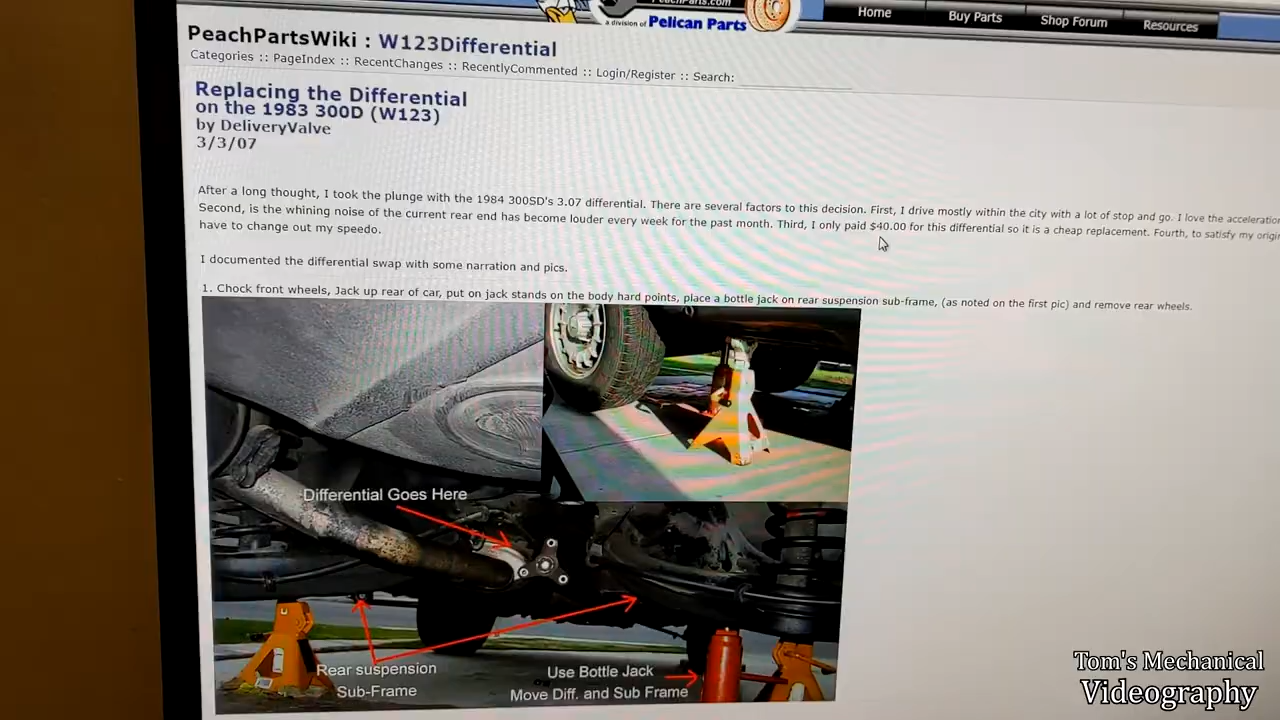 a division of Pelican Parts
Home Buy Parts Shop Forum Resources
PeachPartsWiki : W123Differential
Categories :: PageIndex :: RecentChanges :: RecentlyCommented :: Login/Register :: Search:
Replacing the Differential
on the 1983 300D (W123)
by DeliveryValve
3/3/07
After a long thought, I took the plunge with the 1984 300SD's 3.07 differential. There are several factors to this decision. First, I drive mostly within the city with a lot of stop and go. I love the
Second, is the whining noise of the current rear end has become louder every week for the past month. Third, I only paid $40.00 for this differential so it is a cheap replacement. Fourth, to satisfy my
have to change out my speedo.
I documented the differential swap with some narration and pics.
1. Chock front wheels, Jack up rear of car, put on jack stands on the body hard points, place a bottle jack on rear suspension sub-frame, (as noted on the first pic) and remove rear wheels.
Differential Goes Here
Rear suspension
Sub-Frame
Use Bottle Jack
Move Diff. and Sub Frame
Tom's Mechanical
Videography